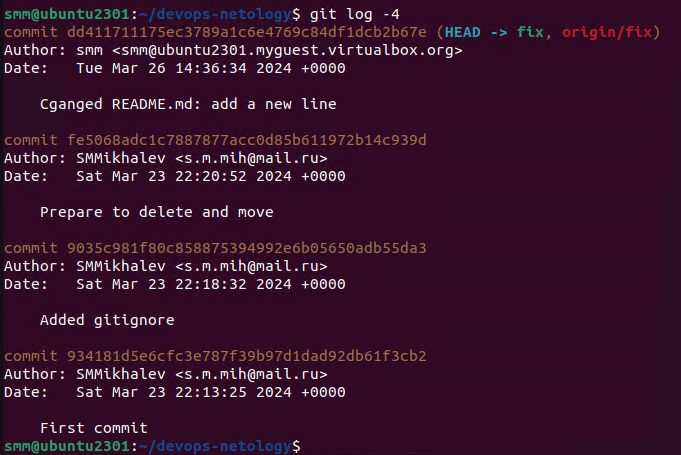 smm@ubuntu2301:~/devops-netology$ git log -4
commit dd411711175ec3789a1c6e4769c84df1dcb2b67e (HEAD -> fix, origin/fix)
Author: smm <smm@ubuntu2301.myguest.virtualbox.org>
Date:   Tue Mar 26 14:36:34 2024 +0000
    Cganged README.md: add a new line
commit fe5068adc1c7887877acc0d85b611972b14c939d
Author: SMMikhalev <s.m.mih@mail.ru>
Date:   Sat Mar 23 22:20:52 2024 +0000
    Prepare to delete and move
commit 9035c981f80c858875394992e6b05650adb55da3
Author: SMMikhalev <s.m.mih@mail.ru>
Date:   Sat Mar 23 22:18:32 2024 +0000
    Added gitignore
commit 934181d5e6cfc3e787f39b97d1dad92db61f3cb2
Author: SMMikhalev <s.m.mih@mail.ru>
Date:   Sat Mar 23 22:13:25 2024 +0000
    First commit
smm@ubuntu2301:~/devops-netology$